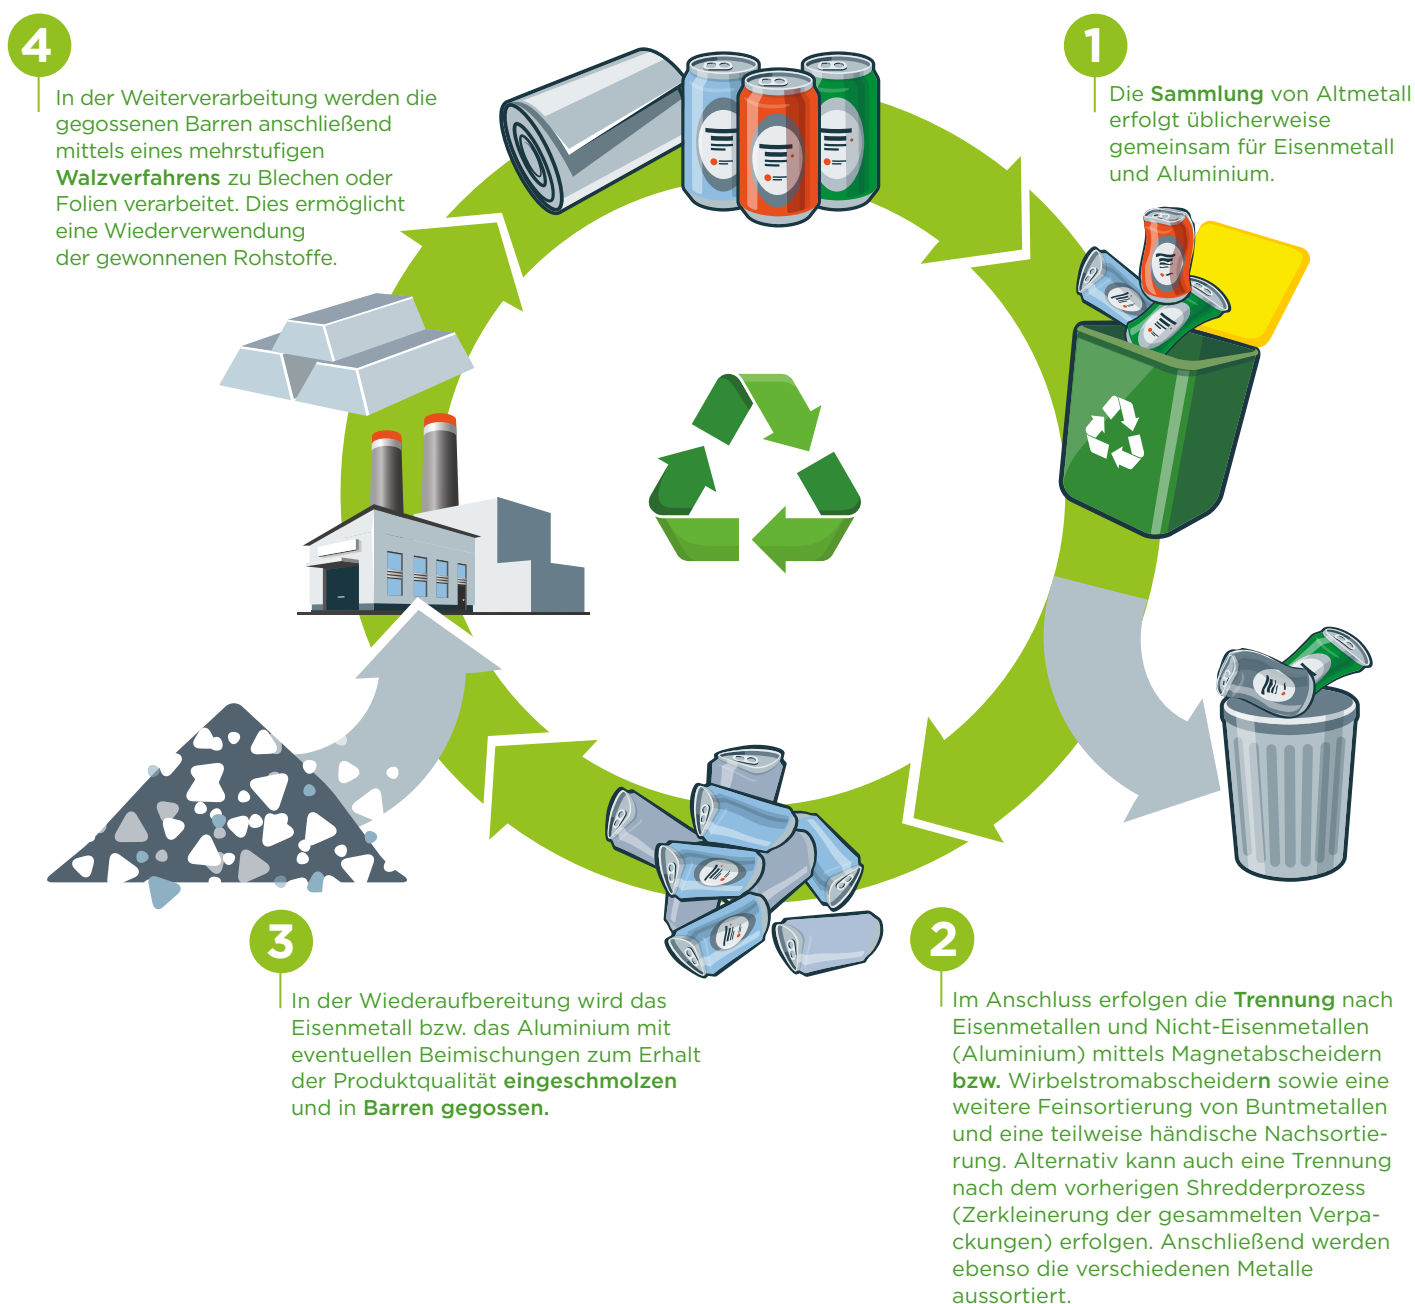 1
Die Sammlung von Altmetall
erfolgt üblicherweise
gemeinsam für Eisenmetall
und Aluminium.
2
Im Anschluss erfolgen die Trennung nach
Eisenmetallen und Nicht-Eisenmetallen
(Aluminium) mittels Magnetabscheidern
bzw. Wirbelstromabscheidern sowie eine
weitere Feinsortierung von Buntmetallen
und eine teilweise händische Nachsortie-
rung. Alternativ kann auch eine Trennung
nach dem vorherigen Shredderprozess
(Zerkleinerung der gesammelten Verpa-
ckungen) erfolgen. Anschließend werden
ebenso die verschiedenen Metalle
aussortiert.
3
In der Wiederaufbereitung wird das
Eisenmetall bzw. das Aluminium mit
eventuellen Beimischungen zum Erhalt
der Produktqualität eingeschmolzen
und in Barren gegossen.
4
In der Weiterverarbeitung werden die
gegossenen Barren anschließend
mittels eines mehrstufigen
Walzverfahrens zu Blechen oder
Folien verarbeitet. Dies ermöglicht
eine Wiederverwendung
der gewonnenen Rohstoffe.